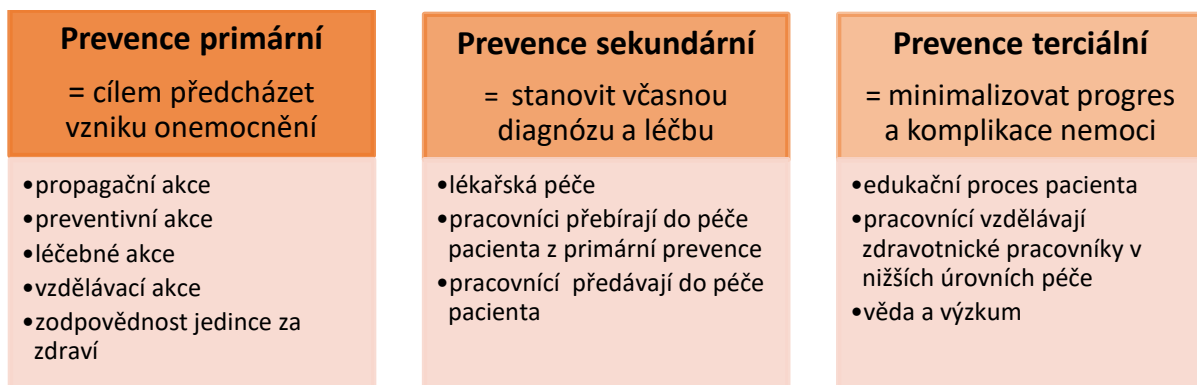 Prevence primární
= cílem předcházet
vzniku onemocnění
•propagační akce
•preventivní akce
•léčebné akce
•vzdělávací akce
•zodpovědnost jedince za
zdraví
Prevence sekundární
= stanovit včasnou
diagnózu a léčbu
•lékařská péče
•pracovníci přebírají do péče
pacienta z primární prevence
•pracovnící předávají do péče
pacienta
Prevence terciální
= minimalizovat progres
a komplikace nemoci
•edukační proces pacienta
•pracovnící vzdělávají
zdravotnické pracovníky v
nižších úrovních péče
•věda a výzkum